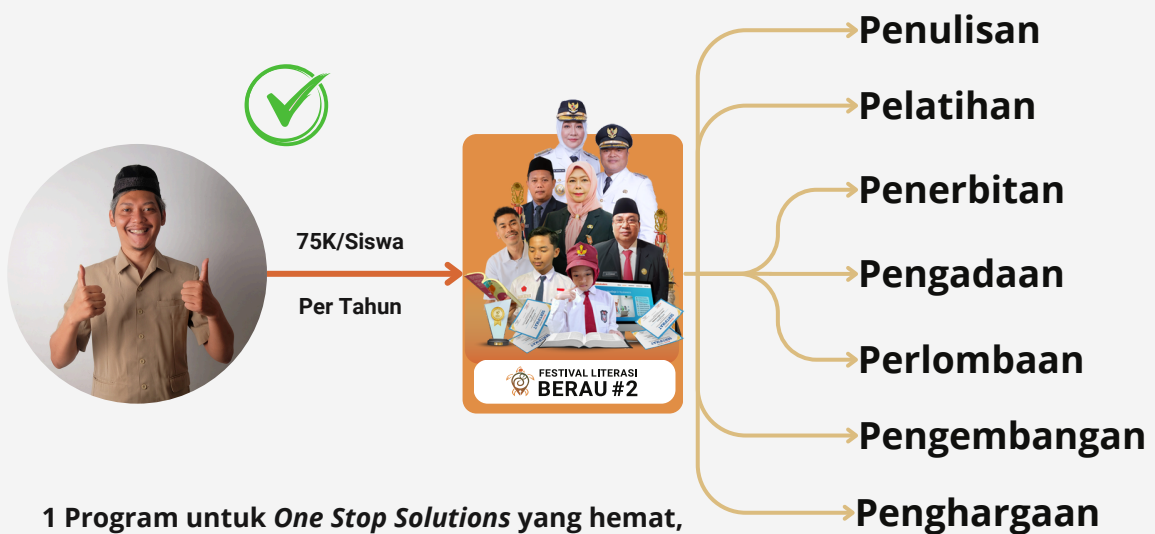 75K/Siswa
Per Tahun
FESTIVAL LITERASI
BERAU #2
Penulisan
Pelatihan
Penerbitan
Pengadaan
Perlombaan
Pengembangan
Penghargaan
1 Program untuk One Stop Solutions yang hemat,